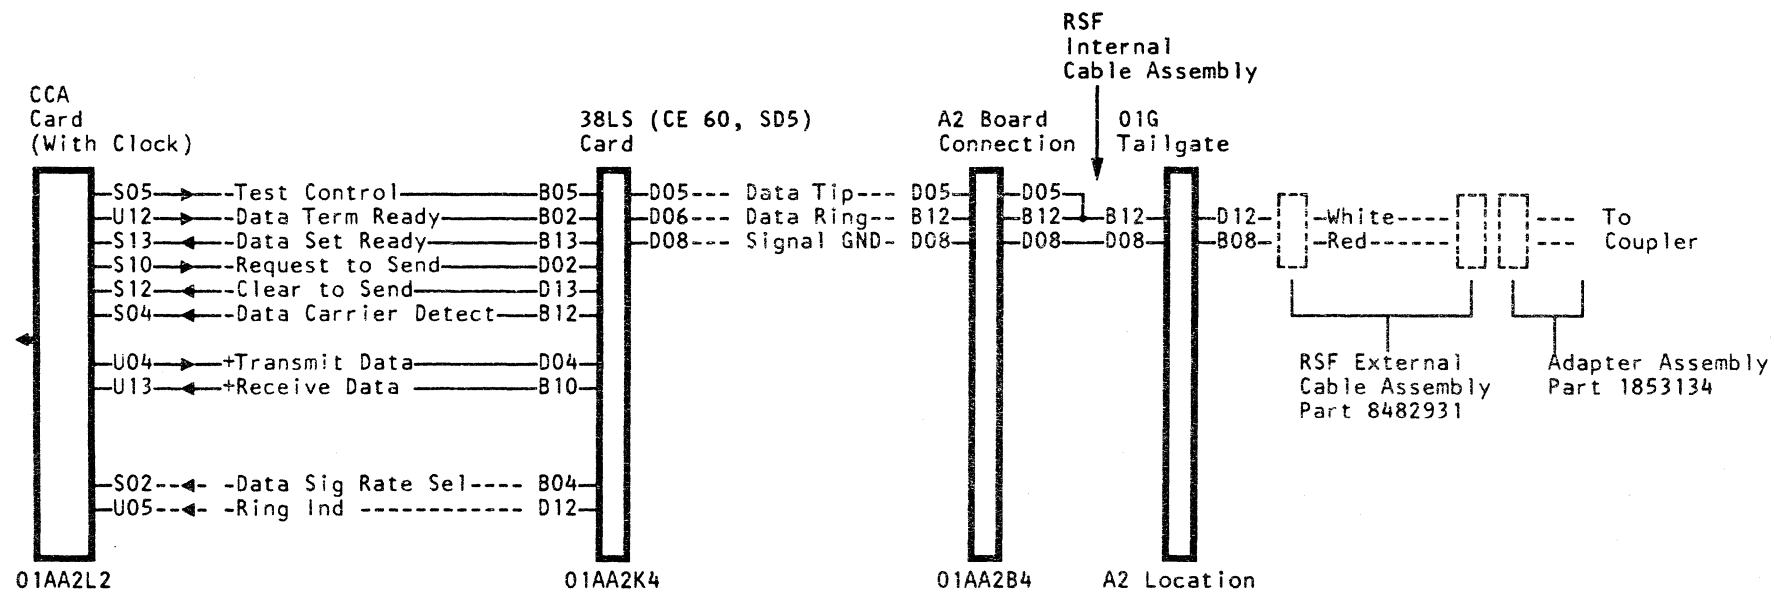 RSF
Internal
Cable Assembly
CCA
Card
(With Clock)
38LS (CE 60, SD5)
Card
A2 Board
Connection
01G
Tailgate
S05 -Test Control B05 D05--- Data Tip--- D05 D05
U12 -Data Term Ready B02 D06--- Data Ring-- B12 B12 B12 D12 -White---- --- To
S13 -Data Set Ready B13 D08--- Signal GND- D08 D08 D08 B08 -Red------ --- Coupler
S10 -Request to Send D02
S12 -Clear to Send D13
S04 -Data Carrier Detect B12
U04 +Transmit Data D04
U13 +Receive Data B10
RSF External
Cable Assembly
Part 8482931
Adapter Assembly
Part 1853134
S02 -Data Sig Rate Sel---- B04
U05 -Ring Ind ------------ D12
01AA2L2
01AA2K4
01AA2B4
A2 Location